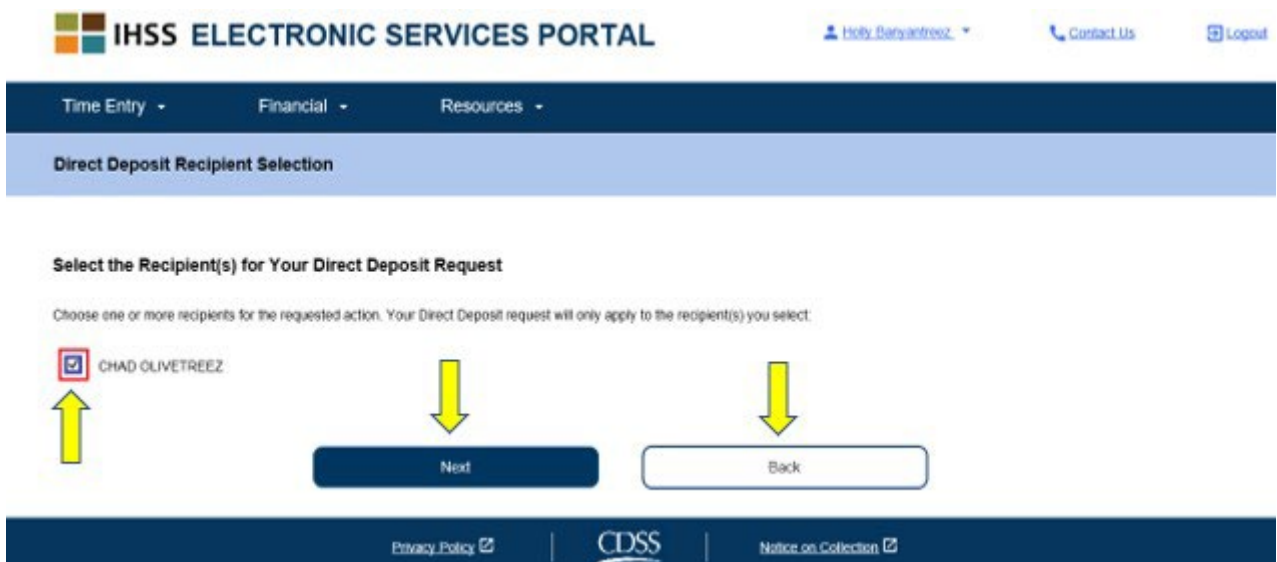 IHSS ELECTRONIC SERVICES PORTAL
Holly Banyantreez
Contact Us
Logout
Time Entry
Financial
Resources
Direct Deposit Recipient Selection
Select the Recipient(s) for Your Direct Deposit Request
Choose one or more recipients for the requested action. Your Direct Deposit request will only apply to the recipient(s) you select:
CHAD OLIVETREEZ
Next
Back
Privacy Policy
CDSS
Notice on Collection